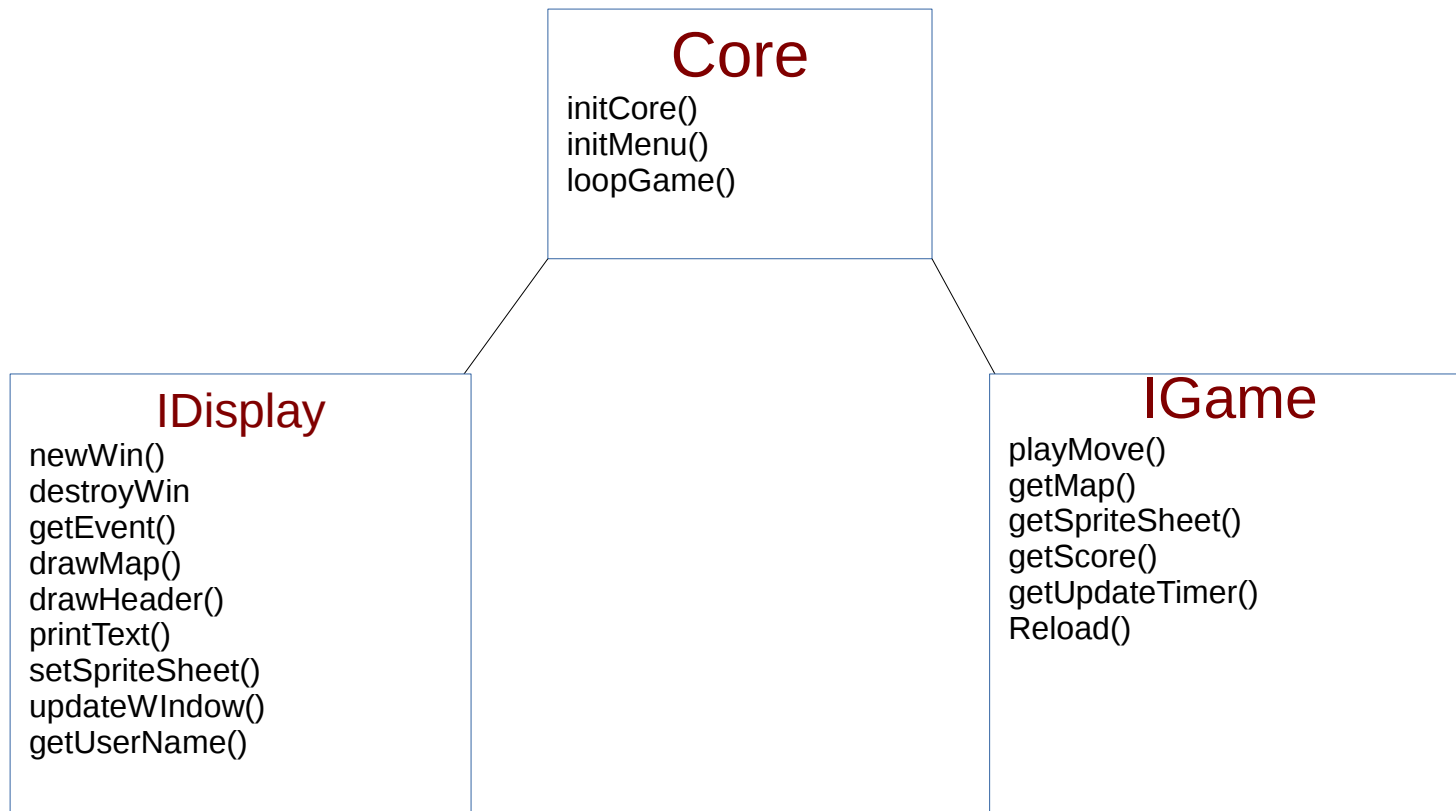 Core
initCore()
initMenu()
loopGame()
IDisplay
newWin()
destroyWin
getEvent()
drawMap()
drawHeader()
printText()
setSpriteSheet()
updateWIndow()
getUserName()
IGame
playMove()
getMap()
getSpriteSheet()
getScore()
getUpdateTimer()
Reload()